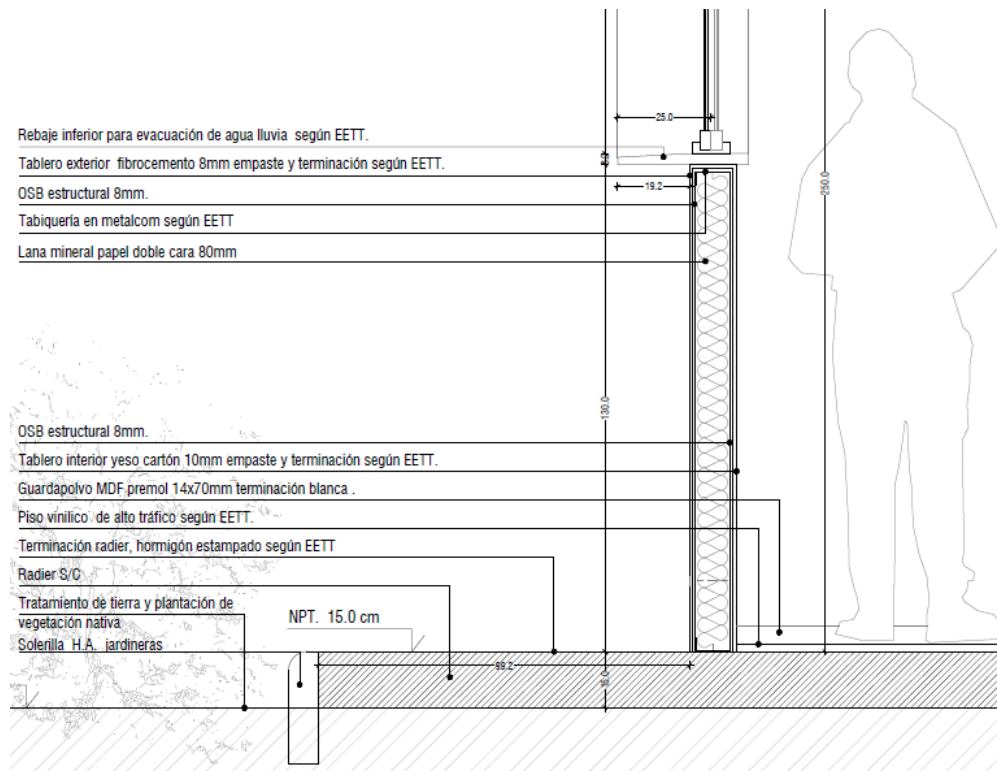 25.0
Rebaje inferior para evacuación de agua lluvia según EETT.
Tablero exterior fibrocemento 8mm empaste y terminación según EETT.
OSB estructural 8mm.
19.2
250.0
Tabiquería en metalcom según EETT
Lana mineral papel doble cara 80mm
130.0
OSB estructural 8mm.
Tablero interior yeso cartón 10mm empaste y terminación según EETT.
Guardapolvo MDF premol 14x70mm terminación blanca .
Piso vinilico de alto tráfico según EETT.
Terminación radier, hormigón estampado según EETT
Radier S/C
Tratamiento de tierra y plantación de
vegetación nativa
NPT. 15.0 cm
Solerilla H.A. jardineras
99.2
15.0